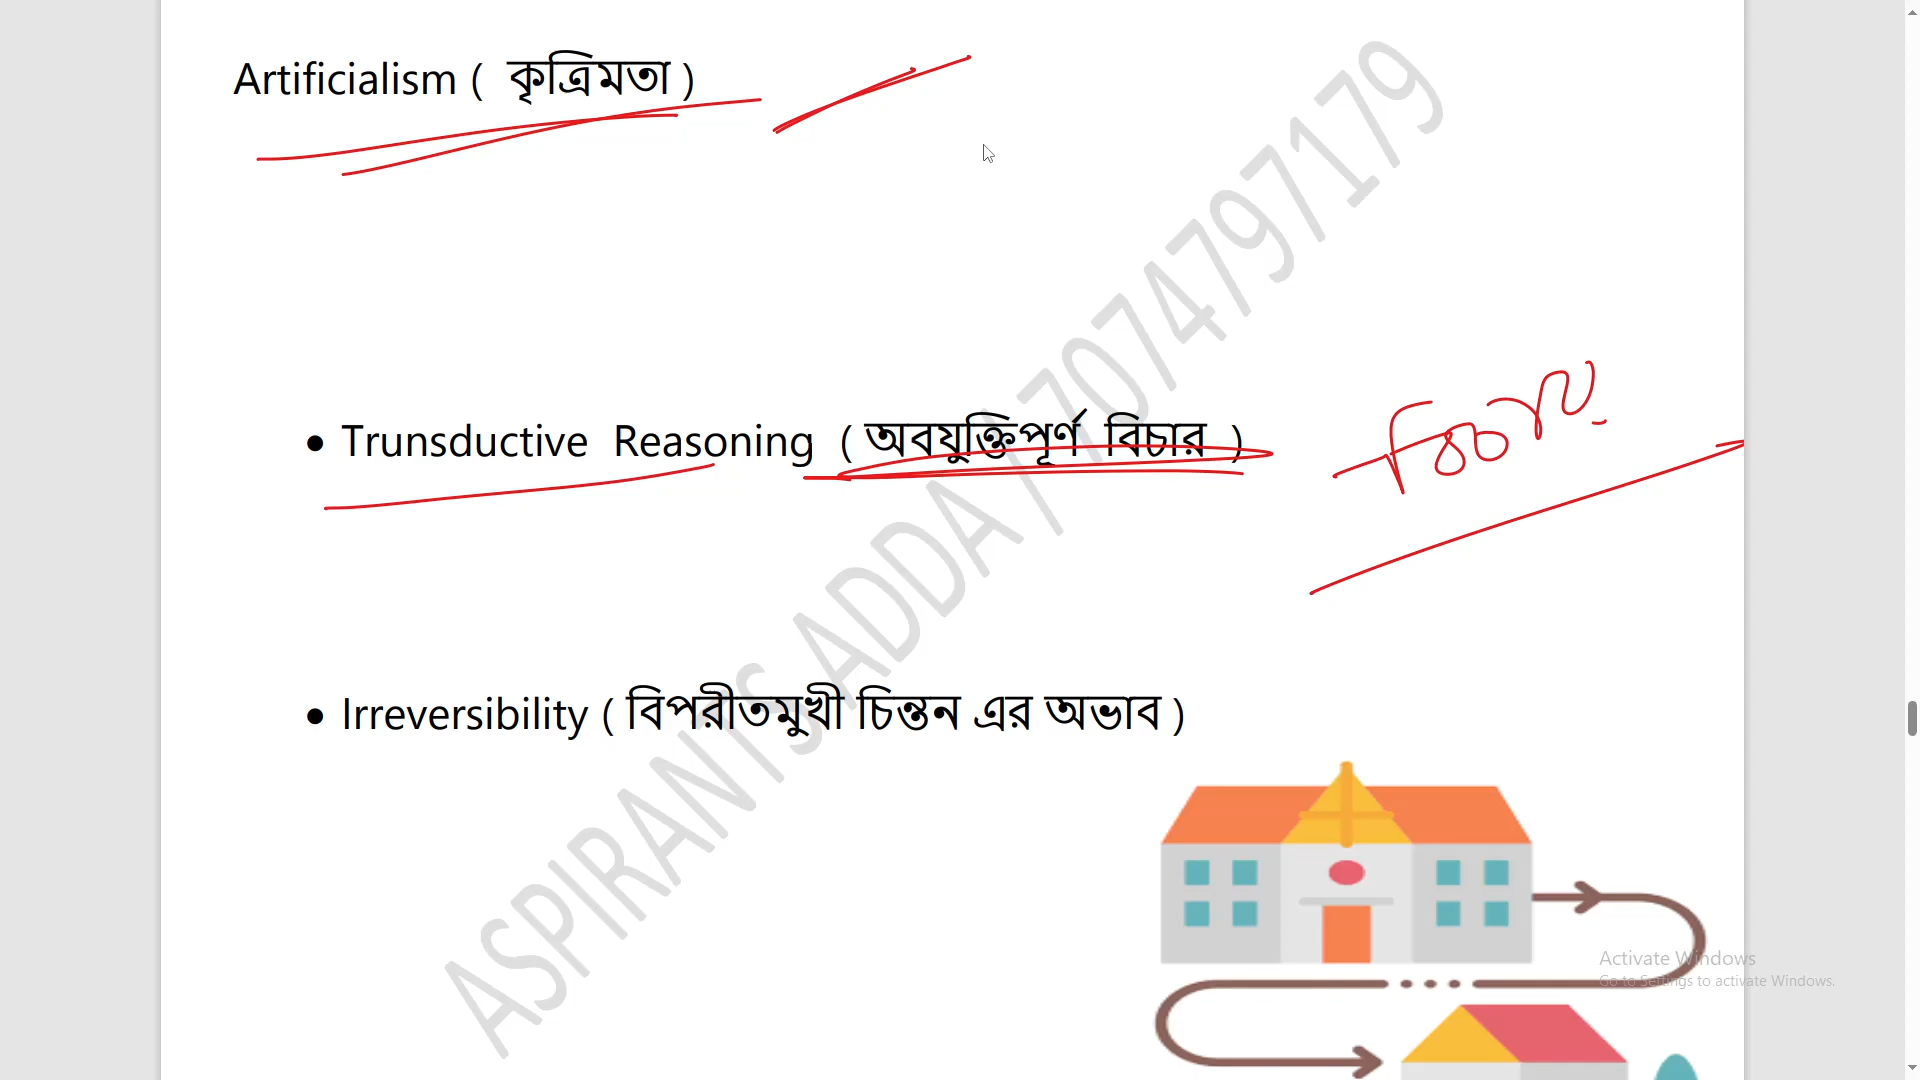 Artificialism ( কৃত্রিমতা )
● Trunsductive Reasoning ( অবযুক্তিপূর্ণ বিচার )
● Irreversibility ( বিপরীতমুখী চিন্তন এর অভাব )
ASPIRANTS ADDA / 7074797179
Activate Windows
Go to Settings to activate Windows.